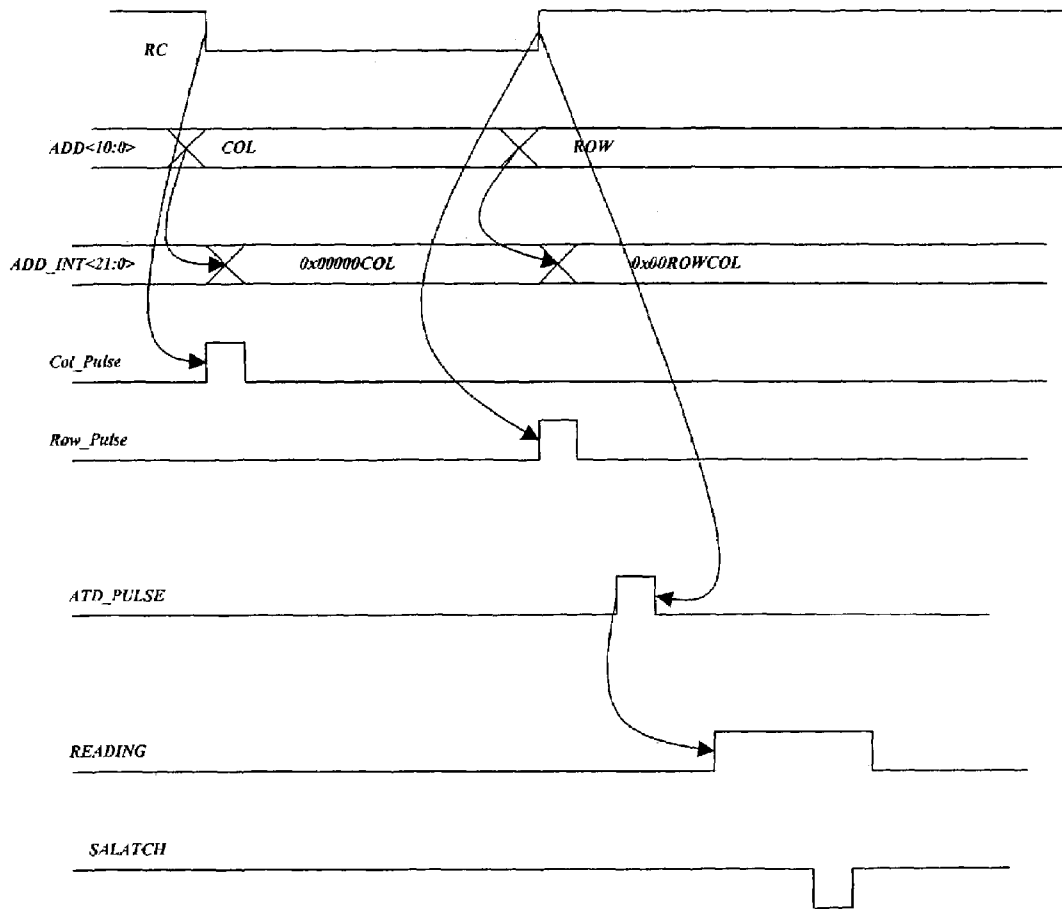 RC
ADD<10:0>
COL
ROW
ADD_INT<21:0>
0x00000COL
0x00ROWCOL
Col_Pulse
Row_Pulse
ATD_PULSE
READING
SALATCH